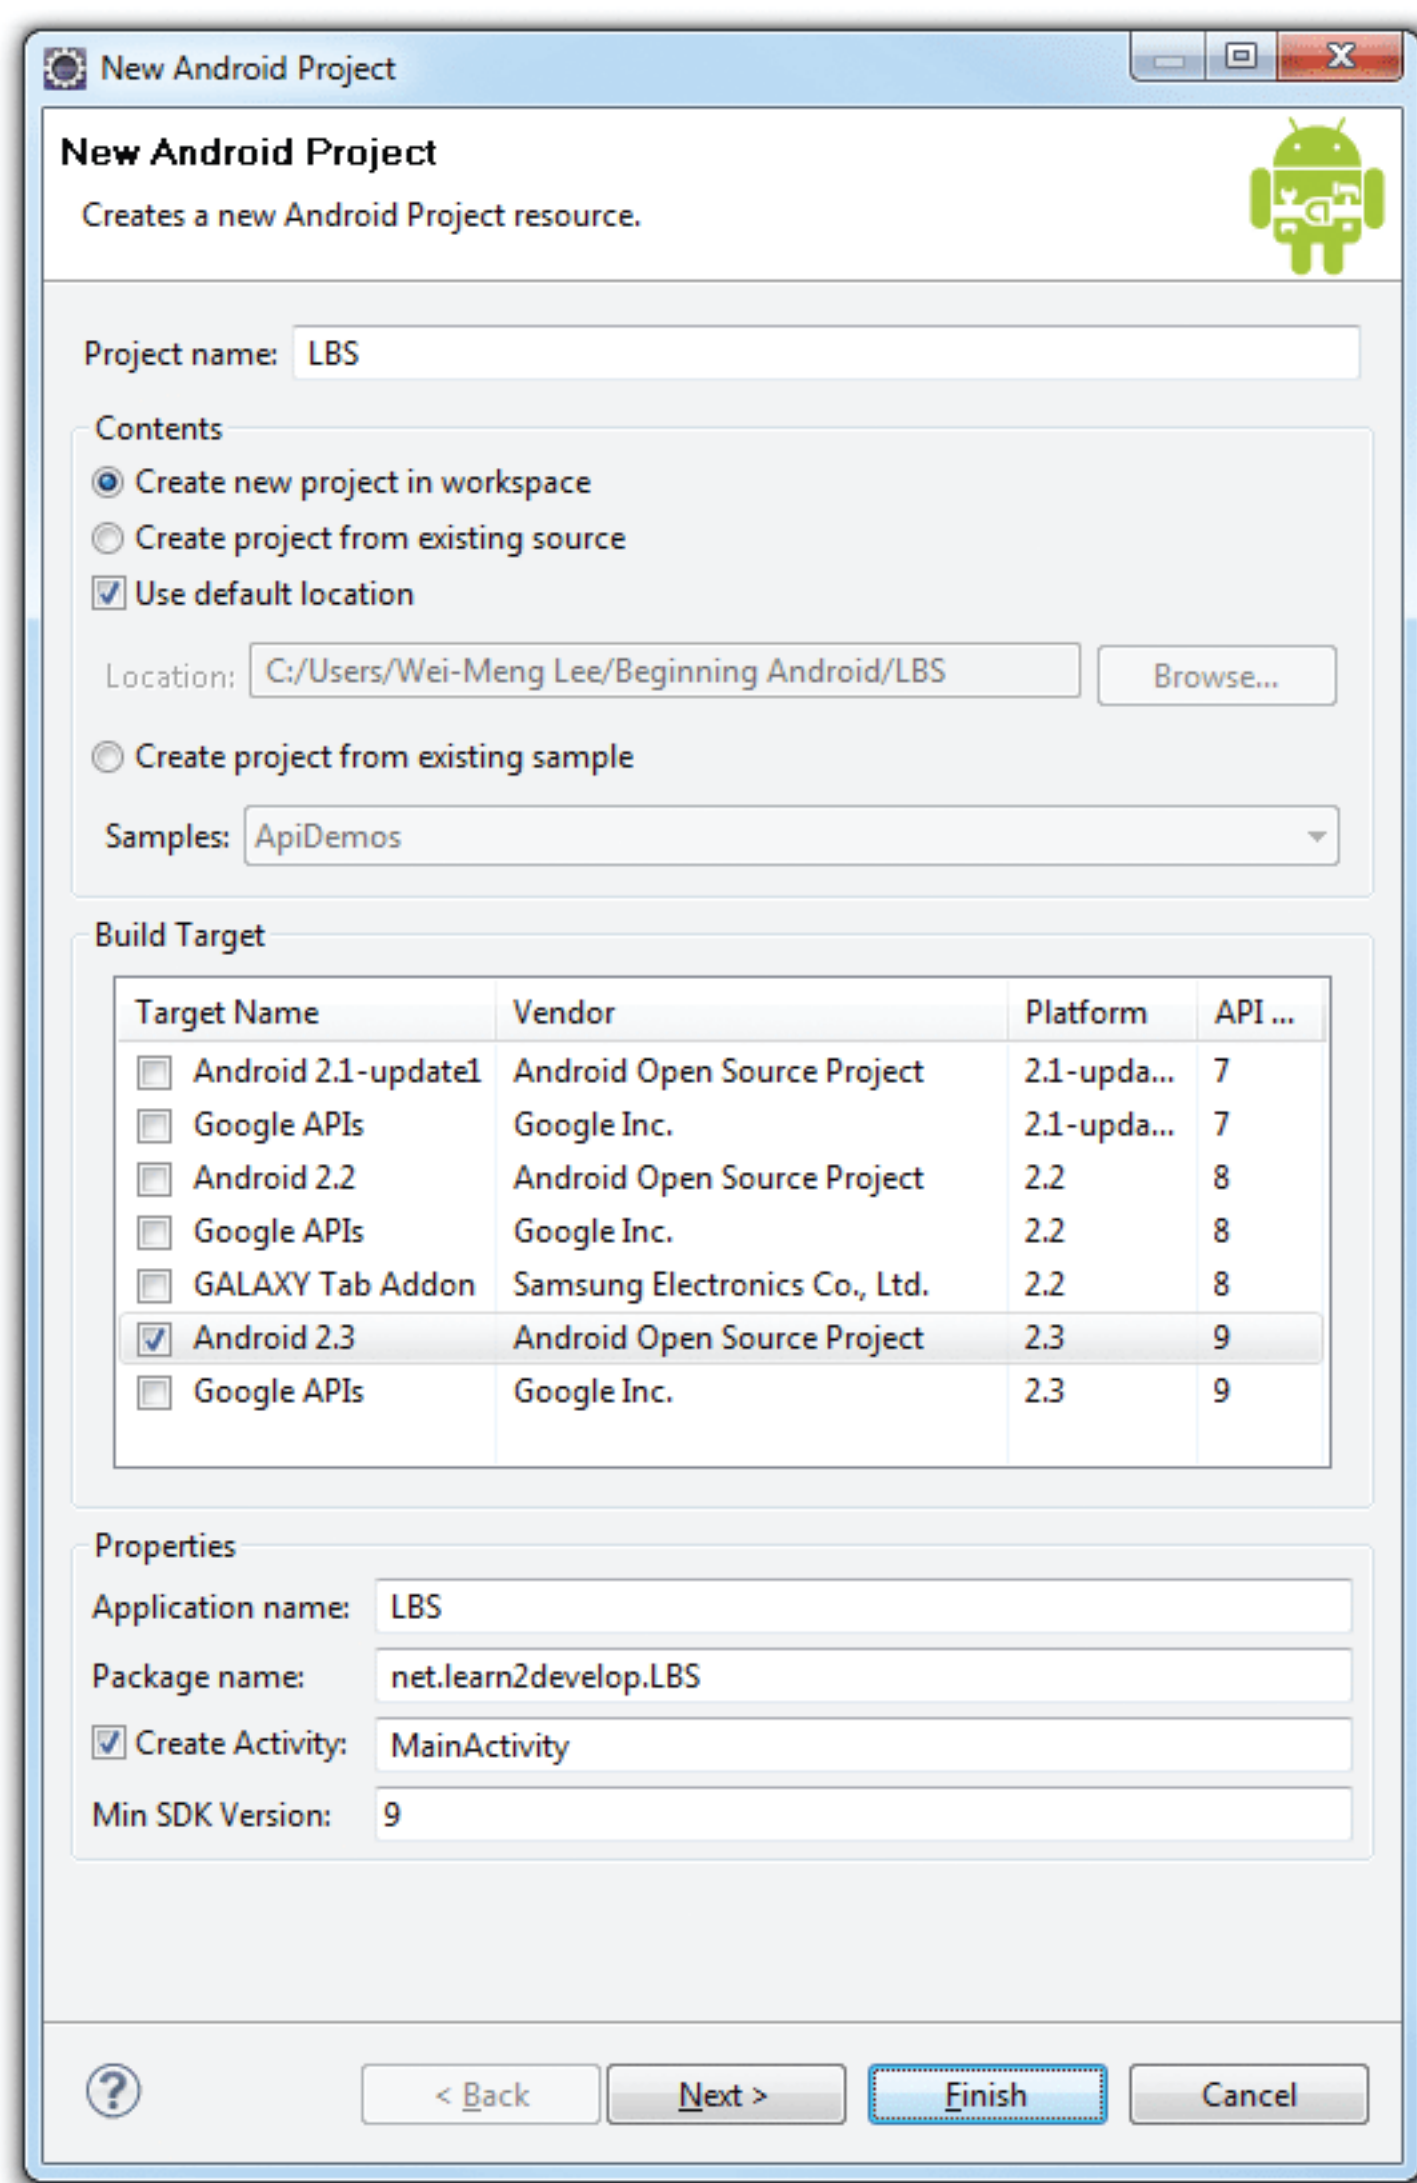 New Android Project
New Android Project
Creates a new Android Project resource.
Project name: LBS
Contents
Create new project in workspace
Create project from existing source
Use default location
Location: C:/Users/Wei-Meng Lee/Beginning Android/LBS Browse...
Create project from existing sample
Samples: ApiDemos
Build Target
Target Name Vendor Platform API ...
Android 2.1-update1 Android Open Source Project 2.1-upda... 7
Google APIs Google Inc. 2.1-upda... 7
Android 2.2 Android Open Source Project 2.2 8
Google APIs Google Inc. 2.2 8
GALAXY Tab Addon Samsung Electronics Co., Ltd. 2.2 8
Android 2.3 Android Open Source Project 2.3 9
Google APIs Google Inc. 2.3 9
Properties
Application name: LBS
Package name: net.learn2develop.LBS
Create Activity: MainActivity
Min SDK Version: 9
? < Back Next > Finish Cancel